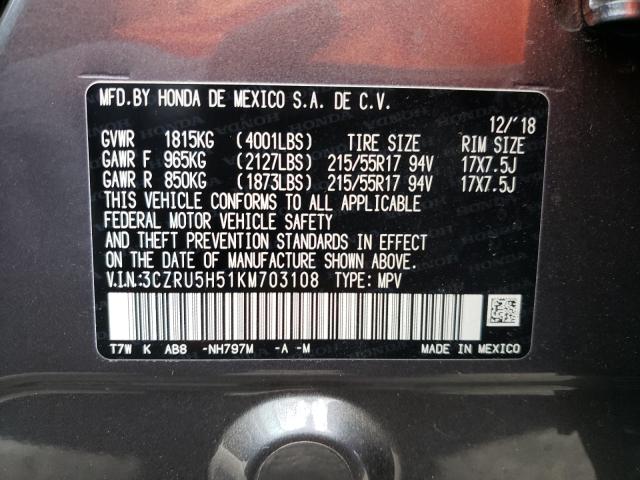 MFD.BY HONDA DE MEXICO S.A. DE C.V.
12/'18
GVWR 1815KG (4001LBS) TIRE SIZE RIM SIZE
GAWR F 965KG (2127LBS) 215/55R17 94V 17X7.5J
GAWR R 850KG (1873LBS) 215/55R17 94V 17X7.5J
THIS VEHICLE CONFORMS TO ALL APPLICABLE
FEDERAL MOTOR VEHICLE SAFETY
AND THEFT PREVENTION STANDARDS IN EFFECT
ON THE DATE OF MANUFACTURE SHOWN ABOVE.
V.I.N:3CZRU5H51KM703108 TYPE: MPV
T7W K AB8 -NH797M -A -M MADE IN MEXICO